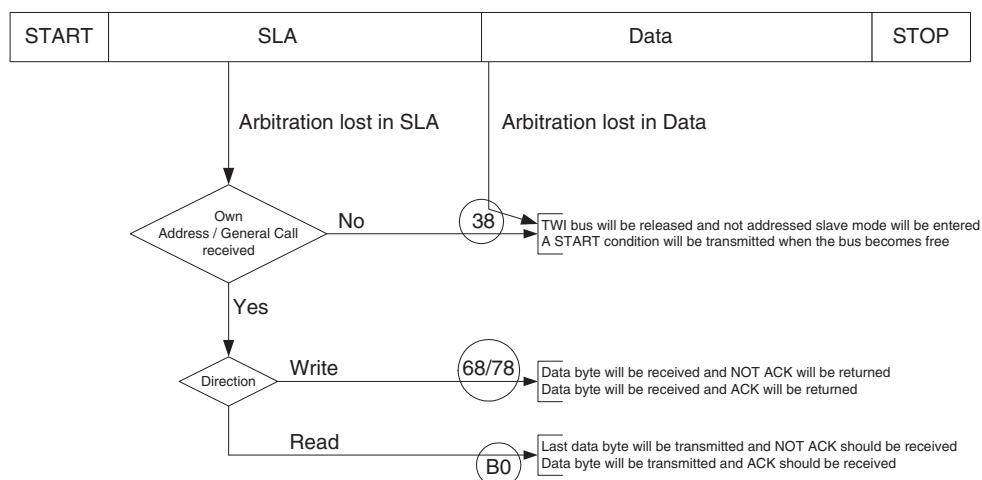 START SLA Data STOP
Arbitration lost in SLA Arbitration lost in Data
Own
Address / General Call
received
No
38
TWI bus will be released and not addressed slave mode will be entered
A START condition will be transmitted when the bus becomes free
Yes
Direction
Write
68/78
Data byte will be received and NOT ACK will be returned
Data byte will be received and ACK will be returned
Read
B0
Last data byte will be transmitted and NOT ACK should be received
Data byte will be transmitted and ACK should be received